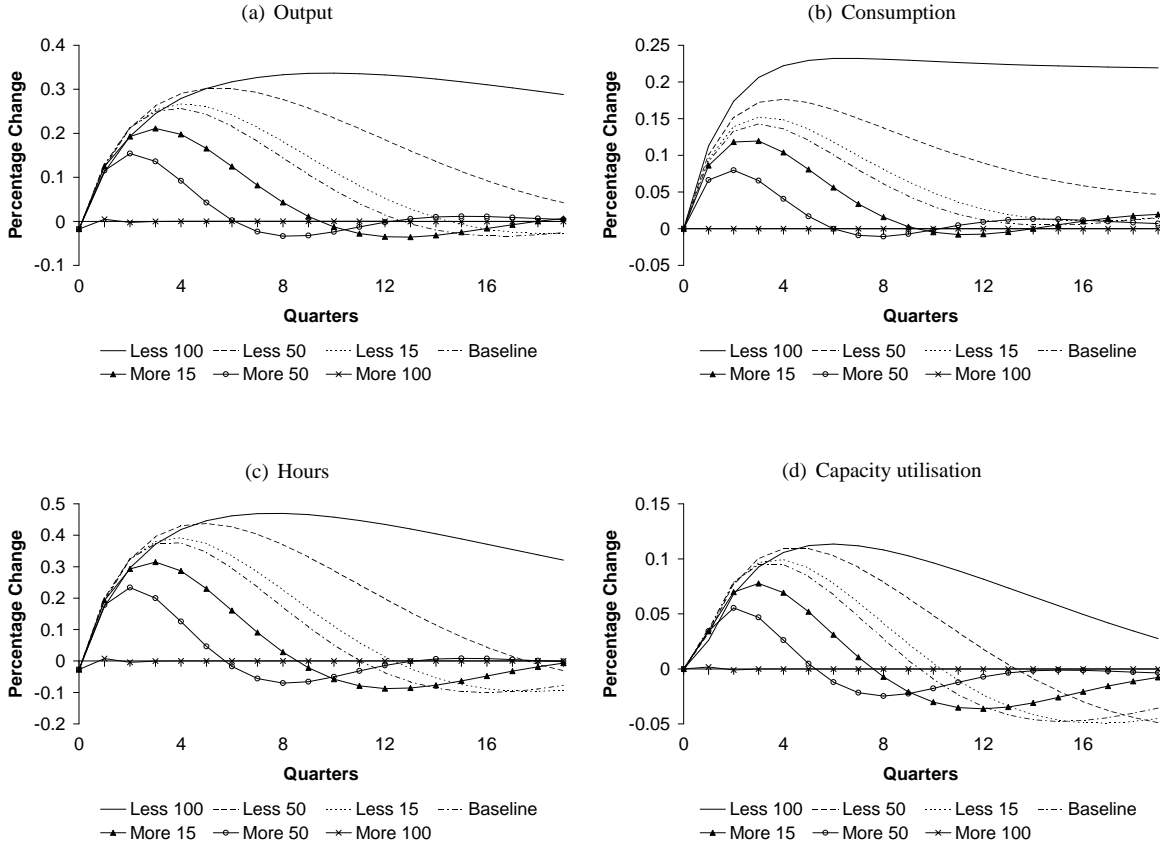 (a) Output
Percentage Change
0.4
0.3
0.2
0.1
0
-0.1
0 4 8 12 16
Quarters
Less 100 Less 50 Less 15 Baseline
More 15 More 50 More 100
(b) Consumption
Percentage Change
0.25
0.2
0.15
0.1
0.05
0
-0.05
0 4 8 12 16
Quarters
Less 100 Less 50 Less 15 Baseline
More 15 More 50 More 100
(c) Hours
Percentage Change
0.5
0.4
0.3
0.2
0.1
0
-0.1
-0.2
0 4 8 12 16
Quarters
Less 100 Less 50 Less 15 Baseline
More 15 More 50 More 100
(d) Capacity utilisation
Percentage Change
0.15
0.1
0.05
0
-0.05
0 4 8 12 16
Quarters
Less 100 Less 50 Less 15 Baseline
More 15 More 50 More 100